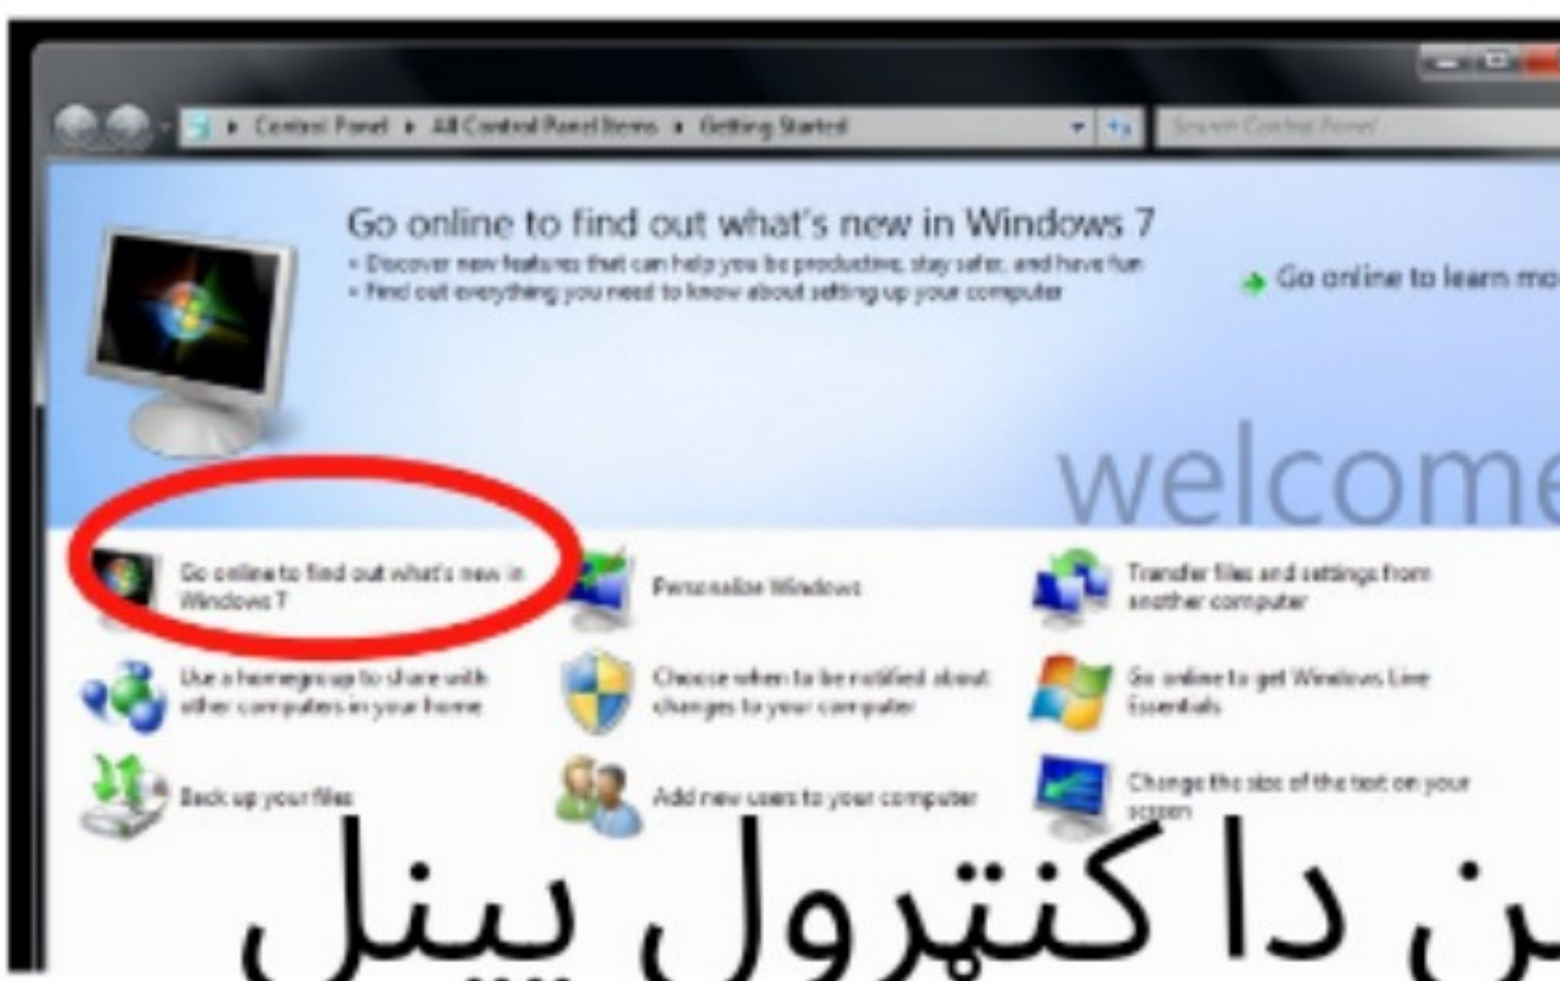 Control Panel ▸ All Control Panel Items ▸ Getting Started
Search Control Panel
Go online to find out what's new in Windows 7
• Discover new features that can help you be productive, stay safer, and have fun
• Find out everything you need to know about setting up your computer
Go online to learn mo
welcome
Go online to find out what's new in
Windows 7
Personalize Windows
Transfer files and settings from
another computer
Use a homegroup to share with
other computers in your home
Choose when to be notified about
changes to your computer
Go online to get Windows Live
Essentials
Back up your files
Add new users to your computer
Change the size of the text on your
screen
دا کنټرول پینل